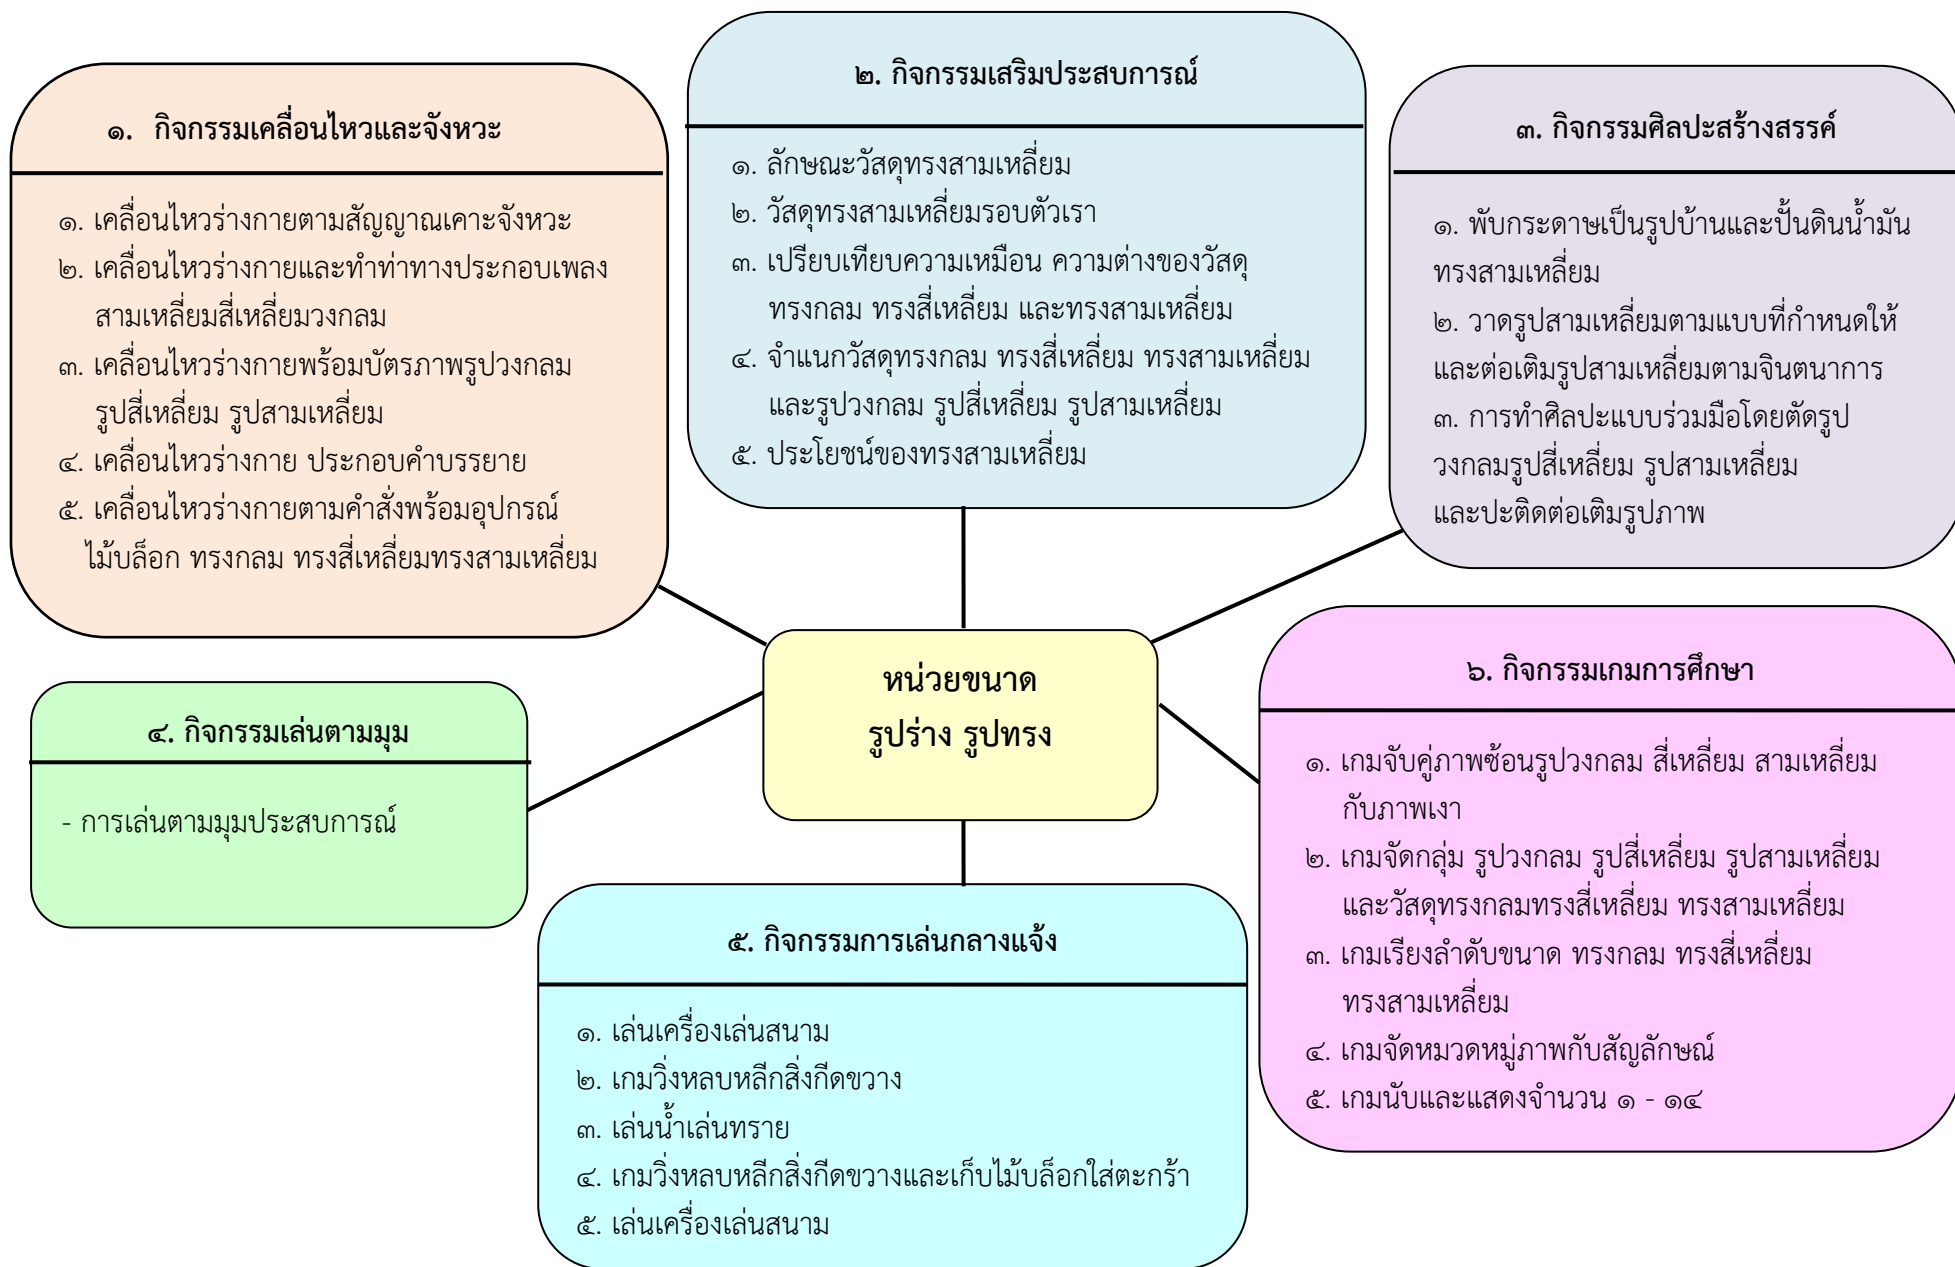 ๑. กิจกรรมเคลื่อนไหวและจังหวะ
๑. เคลื่อนไหวร่างกายตามสัญญาณเคาะจังหวะ
๒. เคลื่อนไหวร่างกายและทำท่าทางประกอบเพลง
สามเหลี่ยมสี่เหลี่ยมวงกลม
๓. เคลื่อนไหวร่างกายพร้อมบัตรภาพรูปวงกลม
รูปสี่เหลี่ยม รูปสามเหลี่ยม
๔. เคลื่อนไหวร่างกาย ประกอบคำบรรยาย
๕. เคลื่อนไหวร่างกายตามคำสั่งพร้อมอุปกรณ์
ไม้บล็อก ทรงกลม ทรงสี่เหลี่ยมทรงสามเหลี่ยม
๒. กิจกรรมเสริมประสบการณ์
๑. ลักษณะวัสดุทรงสามเหลี่ยม
๒. วัสดุทรงสามเหลี่ยมรอบตัวเรา
๓. เปรียบเทียบความเหมือน ความต่างของวัสดุ
ทรงกลม ทรงสี่เหลี่ยม และทรงสามเหลี่ยม
๔. จำแนกวัสดุทรงกลม ทรงสี่เหลี่ยม ทรงสามเหลี่ยม
และรูปวงกลม รูปสี่เหลี่ยม รูปสามเหลี่ยม
๕. ประโยชน์ของทรงสามเหลี่ยม
๓. กิจกรรมศิลปะสร้างสรรค์
๑. พับกระดาษเป็นรูปบ้านและปั้นดินน้ำมัน
ทรงสามเหลี่ยม
๒. วาดรูปสามเหลี่ยมตามแบบที่กำหนดให้
และต่อเติมรูปสามเหลี่ยมตามจินตนาการ
๓. การทำศิลปะแบบร่วมมือโดยตัดรูป
วงกลมรูปสี่เหลี่ยม รูปสามเหลี่ยม
และปะติดต่อเติมรูปภาพ
หน่วยขนาด
รูปร่าง รูปทรง
๔. กิจกรรมเล่นตามมุม
- การเล่นตามมุมประสบการณ์
๕. กิจกรรมการเล่นกลางแจ้ง
๑. เล่นเครื่องเล่นสนาม
๒. เกมวิ่งหลบหลีกสิ่งกีดขวาง
๓. เล่นน้ำเล่นทราย
๔. เกมวิ่งหลบหลีกสิ่งกีดขวางและเก็บไม้บล็อกใส่ตะกร้า
๕. เล่นเครื่องเล่นสนาม
๖. กิจกรรมเกมการศึกษา
๑. เกมจับคู่ภาพซ้อนรูปวงกลม สี่เหลี่ยม สามเหลี่ยม
กับภาพเงา
๒. เกมจัดกลุ่ม รูปวงกลม รูปสี่เหลี่ยม รูปสามเหลี่ยม
และวัสดุทรงกลมทรงสี่เหลี่ยม ทรงสามเหลี่ยม
๓. เกมเรียงลำดับขนาด ทรงกลม ทรงสี่เหลี่ยม
ทรงสามเหลี่ยม
๔. เกมจัดหมวดหมู่ภาพกับสัญลักษณ์
๕. เกมนับและแสดงจำนวน ๑ - ๑๔